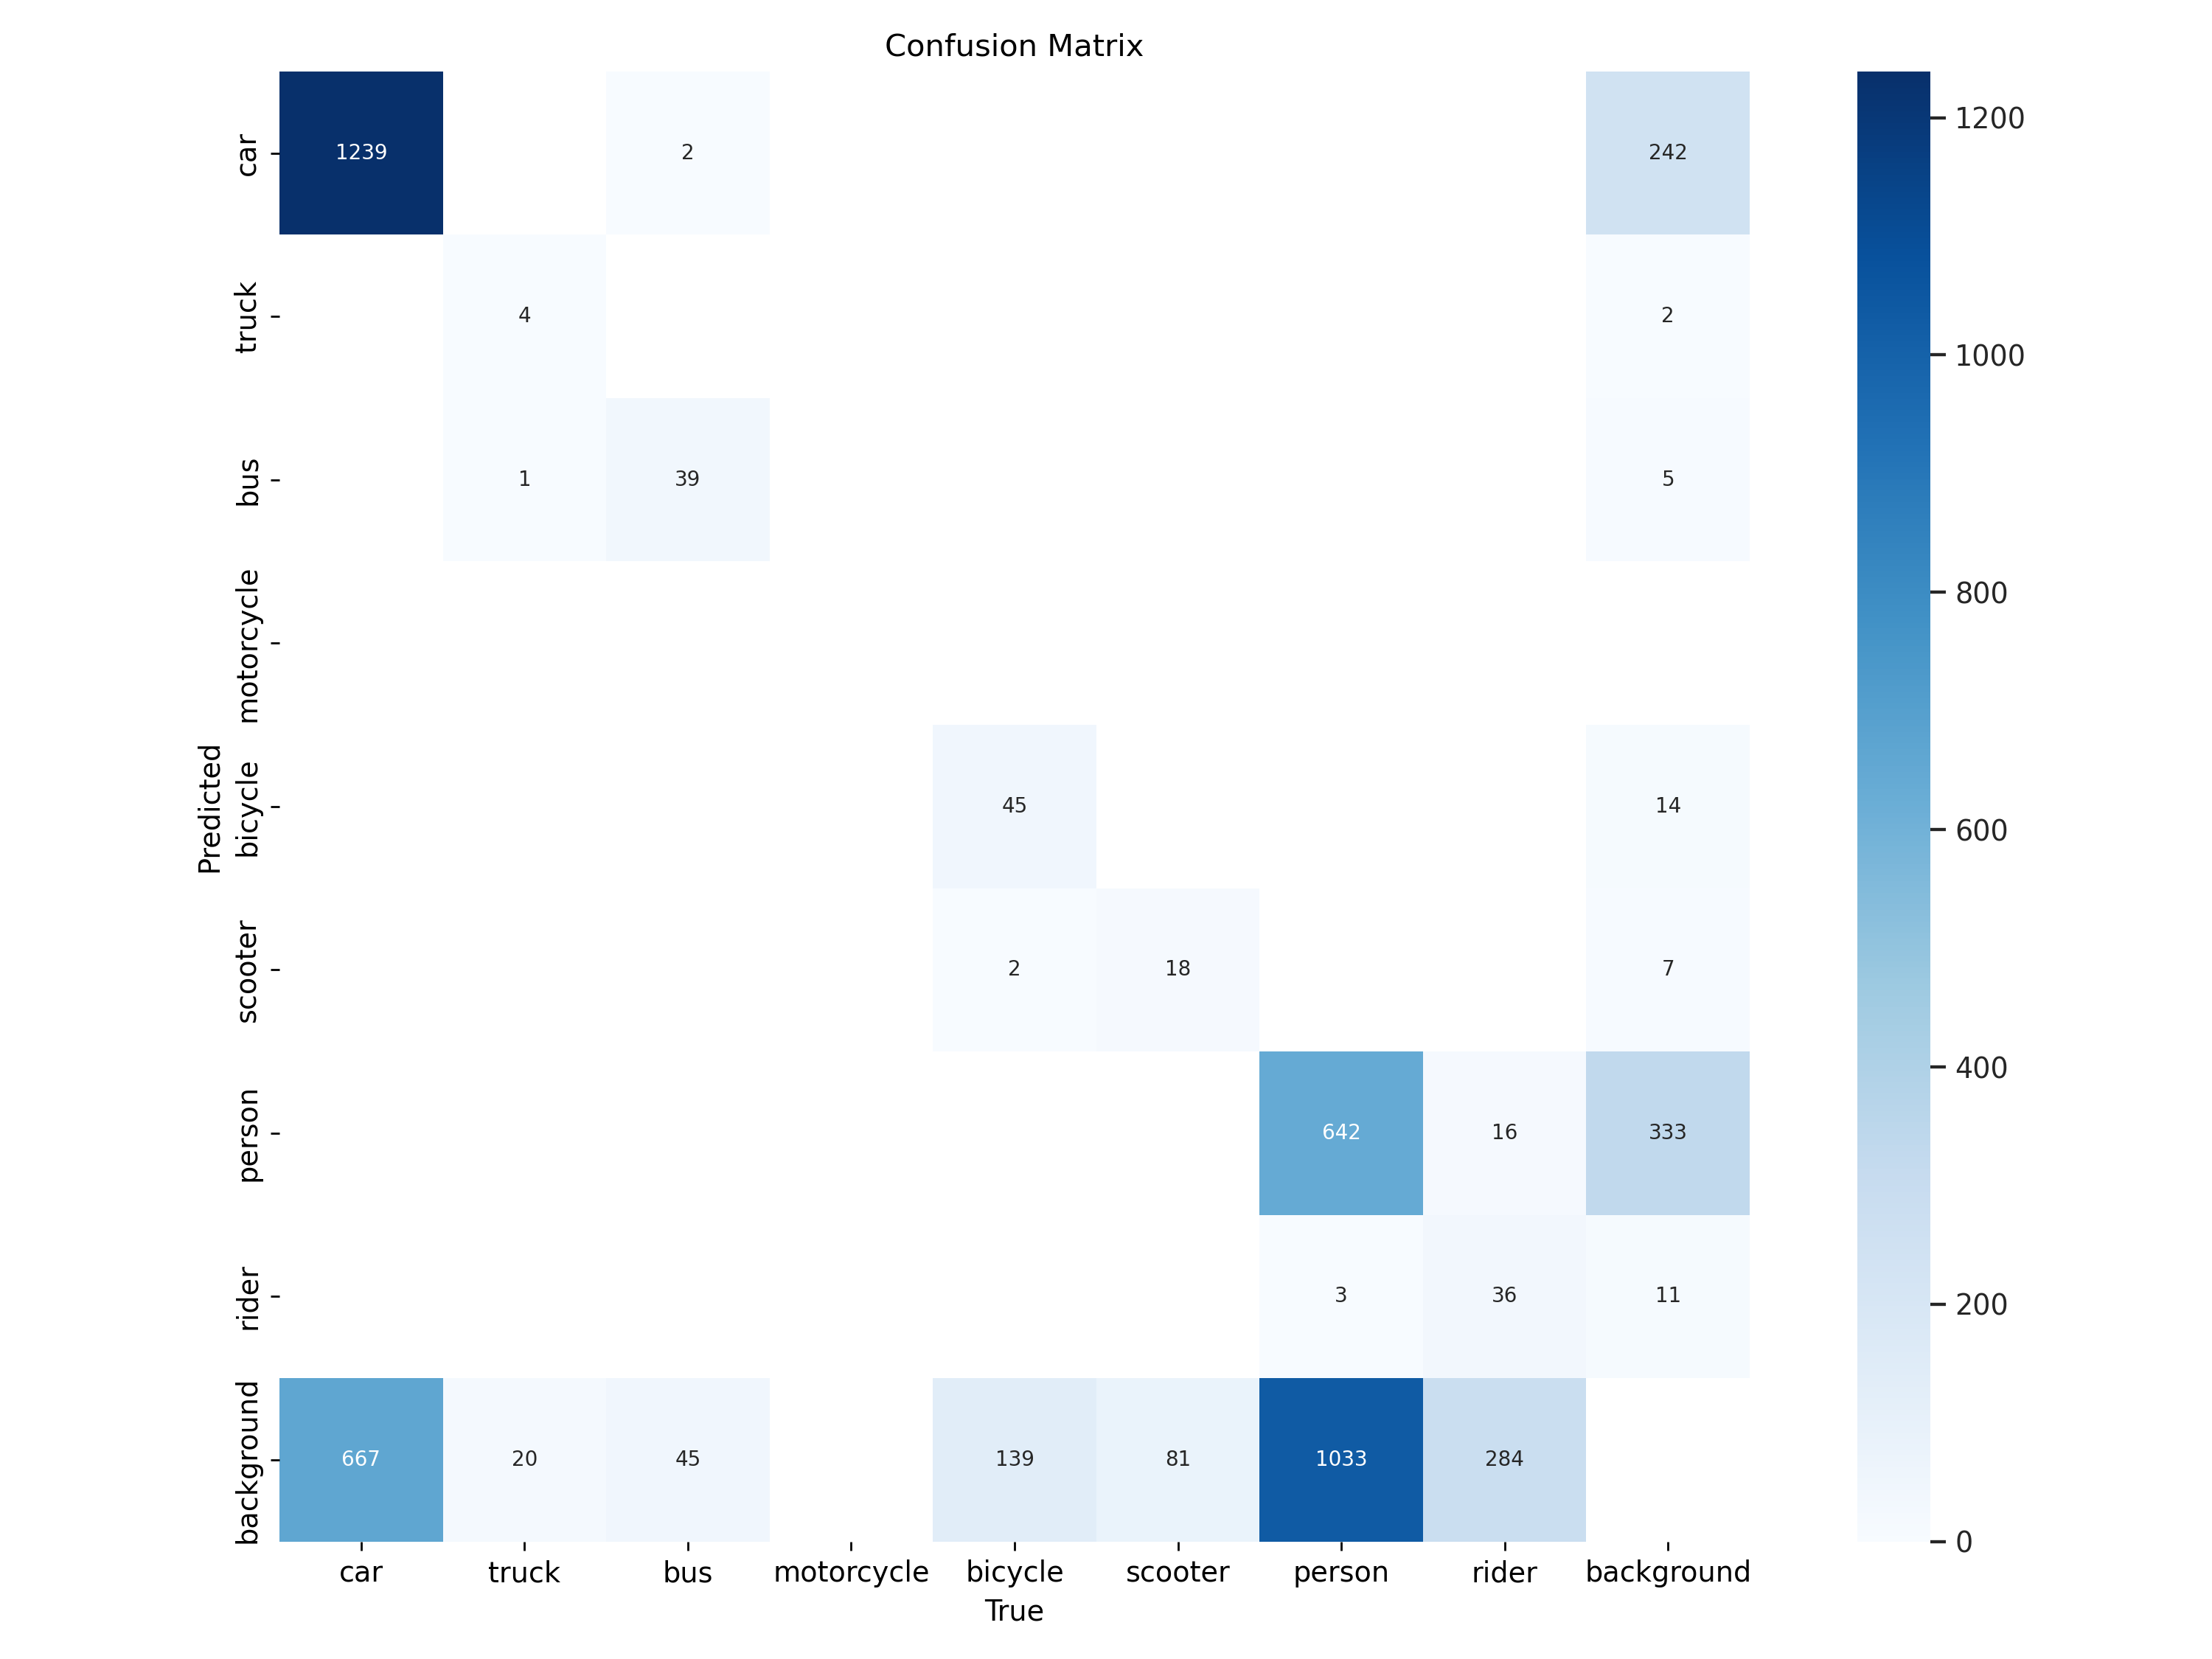 Confusion Matrix
car
1239
2
242
1200
truck
4
2
1000
bus
1
39
5
800
motorcycle
Predicted
bicycle
45
14
600
scooter
2
18
7
400
person
642
16
333
rider
3
36
11
200
background
667
20
45
139
81
1033
284
0
car truck bus motorcycle bicycle scooter person rider background
True